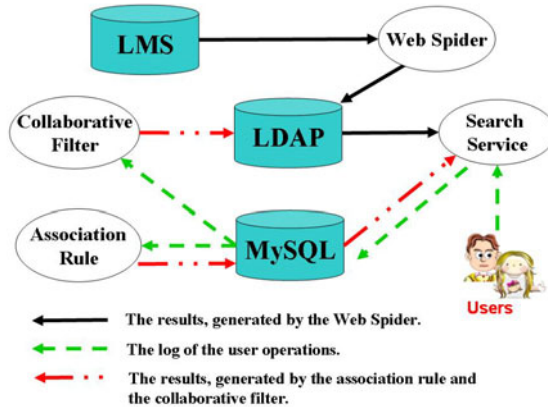 LMS
Web Spider
Collaborative
Filter
LDAP
Search
Service
Association
Rule
MySQL
Users
The results, generated by the Web Spider.
The log of the user operations.
The results, generated by the association rule and
the collaborative filter.